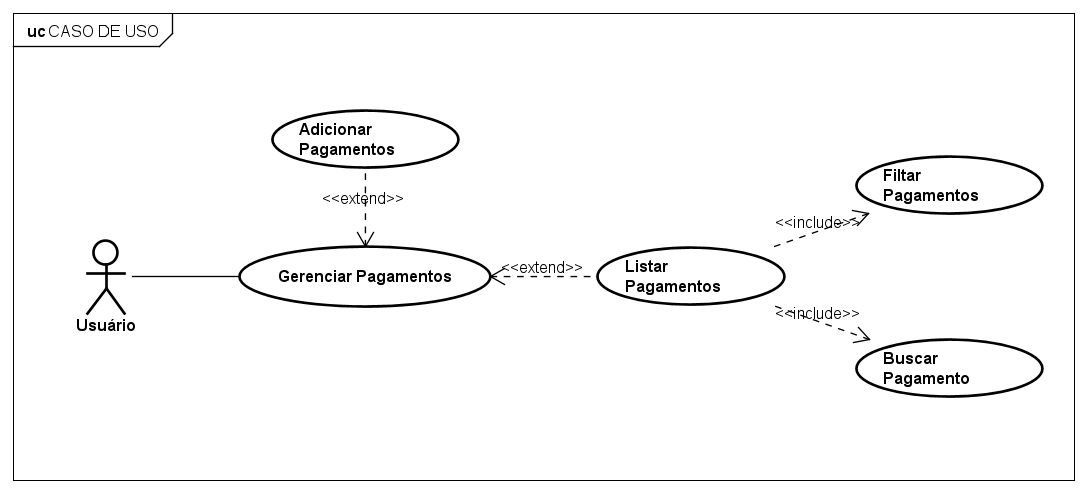 uc CASO DE USO
Adicionar
Pagamentos
<<extend>>
Filtar
Pagamentos
<<include>>
Usuário
Gerenciar Pagamentos
<<extend>>
Listar
Pagamentos
<<include>>
Buscar
Pagamento